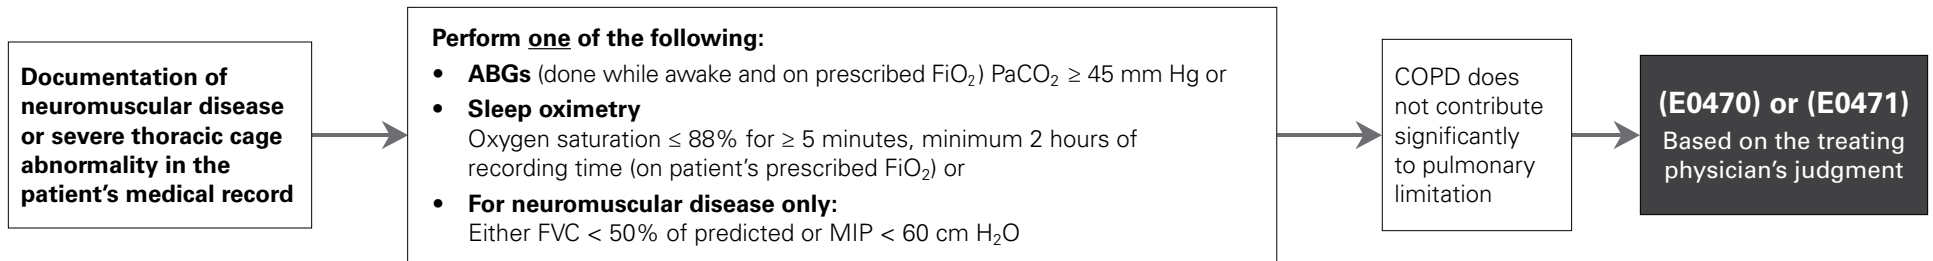 Documentation of
neuromuscular disease
or severe thoracic cage
abnormality in the
patient’s medical record
Perform one of the following:
• ABGs (done while awake and on prescribed FiO₂) PaCO₂ ≥ 45 mm Hg or
• Sleep oximetry
Oxygen saturation ≤ 88% for ≥ 5 minutes, minimum 2 hours of
recording time (on patient’s prescribed FiO₂) or
• For neuromuscular disease only:
Either FVC < 50% of predicted or MIP < 60 cm H₂O
COPD does
not contribute
significantly
to pulmonary
limitation
(E0470) or (E0471)
Based on the treating
physician’s judgment